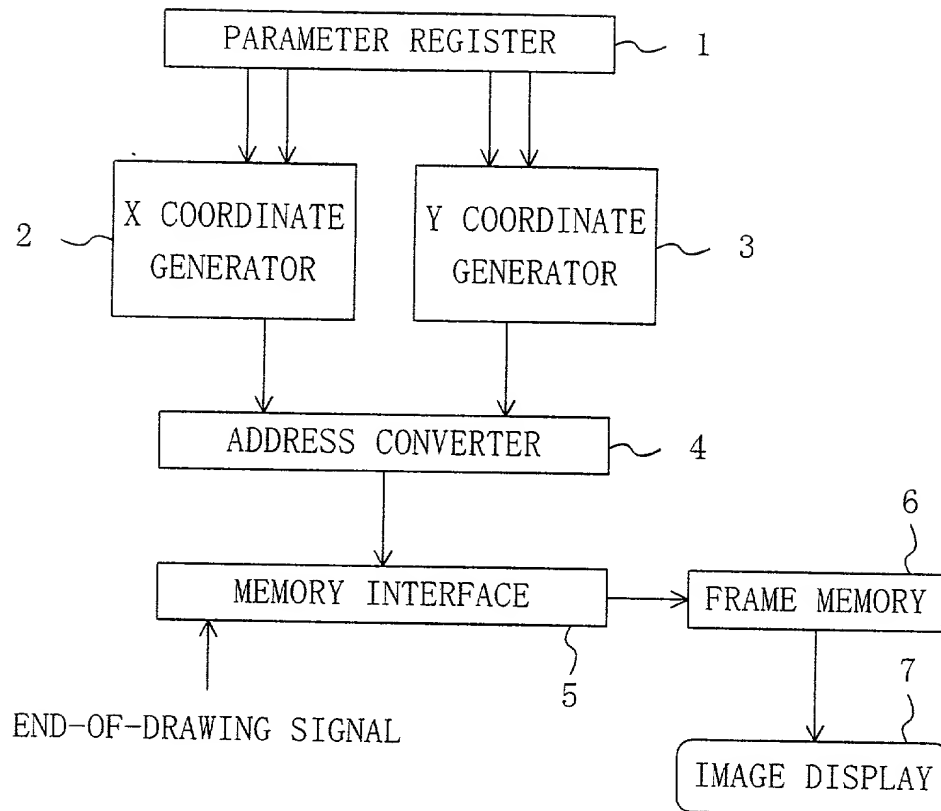 PARAMETER REGISTER
1
X COORDINATE
GENERATOR
2
Y COORDINATE
GENERATOR
3
ADDRESS CONVERTER
4
MEMORY INTERFACE
5
6
FRAME MEMORY
END-OF-DRAWING SIGNAL
7
IMAGE DISPLAY